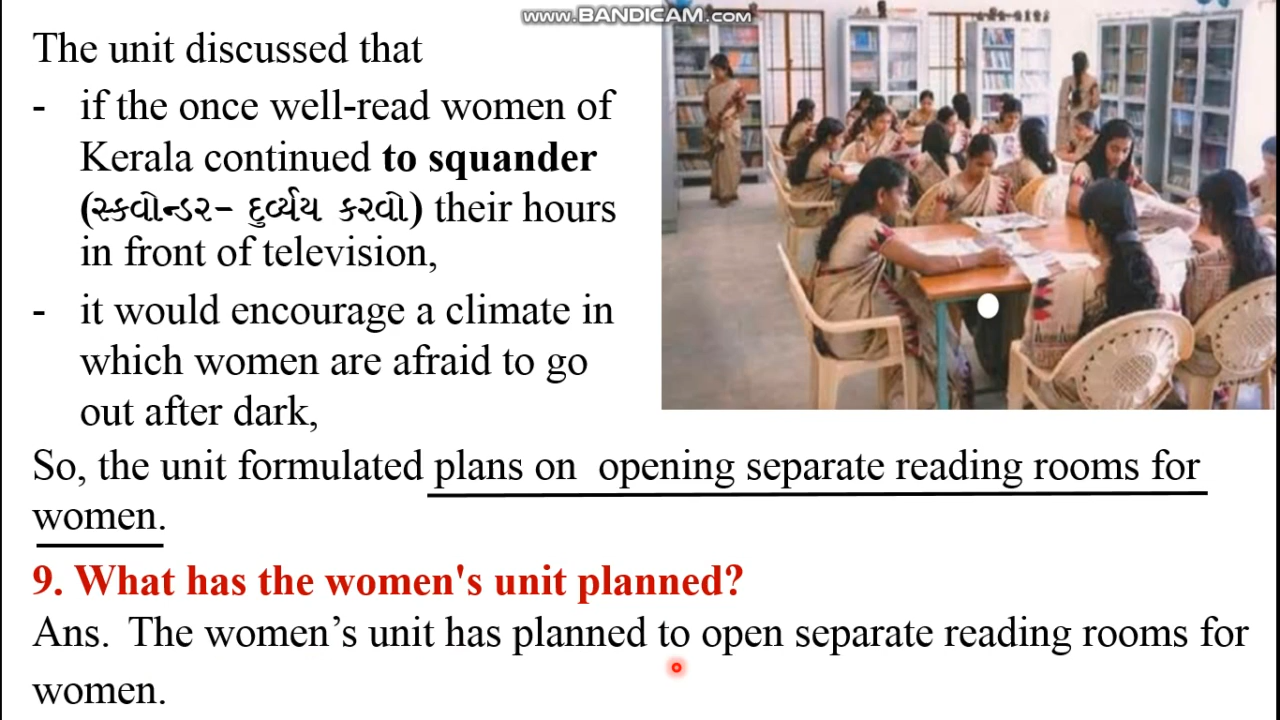 www.BANDICAM.com
The unit discussed that
- if the once well-read women of
Kerala continued to squander
(સ્કવોન્ડર- દુર્વ્યય કરવો) their hours
in front of television,
- it would encourage a climate in
which women are afraid to go
out after dark,
So, the unit formulated plans on opening separate reading rooms for
women.
9. What has the women's unit planned?
Ans. The women’s unit has planned to open separate reading rooms for
women.